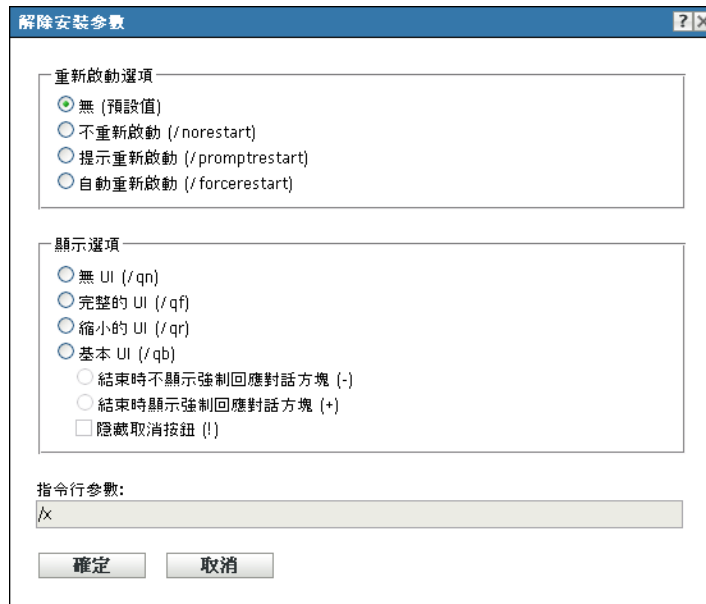 解除安裝參數
重新啟動選項
無 (預設值)
不重新啟動 (/norestart)
提示重新啟動 (/promptrestart)
自動重新啟動 (/forcerestart)
顯示選項
無 UI (/qn)
完整的 UI (/qf)
縮小的 UI (/qr)
基本 UI (/qb)
結束時不顯示強制回應對話方塊 (-)
結束時顯示強制回應對話方塊 (+)
隱藏取消按鈕 (!)
指令行參數:
/x
確定 取消